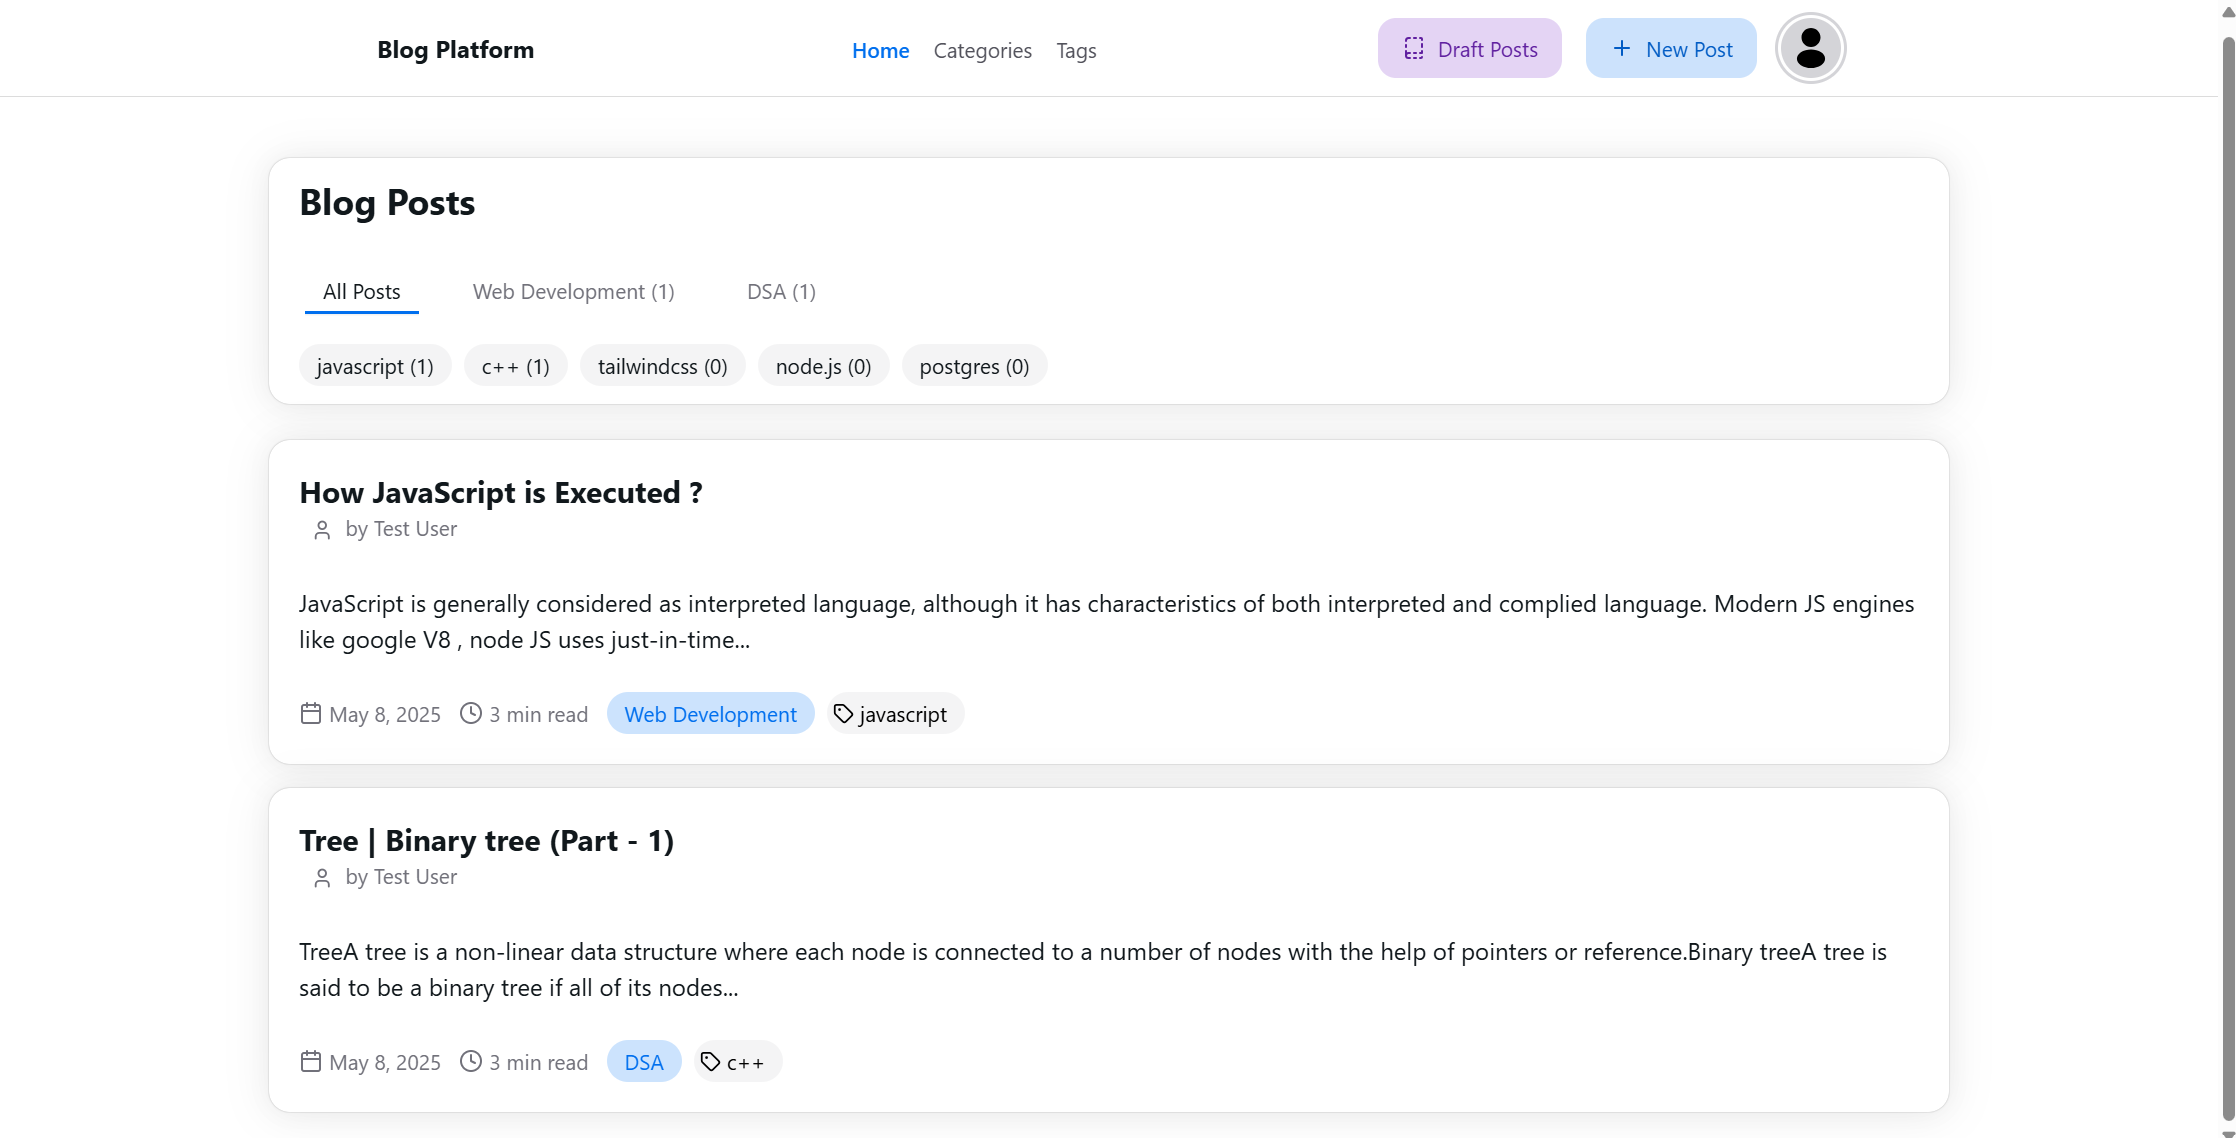 Blog Platform
Home
Categories
Tags
Draft Posts
New Post
Blog Posts
All Posts
Web Development (1)
DSA (1)
javascript (1)
c++ (1)
tailwindcss (0)
node.js (0)
postgres (0)
How JavaScript is Executed ?
by Test User
JavaScript is generally considered as interpreted language, although it has characteristics of both interpreted and complied language. Modern JS engines
like google V8 , node JS uses just-in-time...
May 8, 2025
3 min read
Web Development
javascript
Tree | Binary tree (Part - 1)
by Test User
TreeA tree is a non-linear data structure where each node is connected to a number of nodes with the help of pointers or reference.Binary treeA tree is
said to be a binary tree if all of its nodes...
May 8, 2025
3 min read
DSA
c++